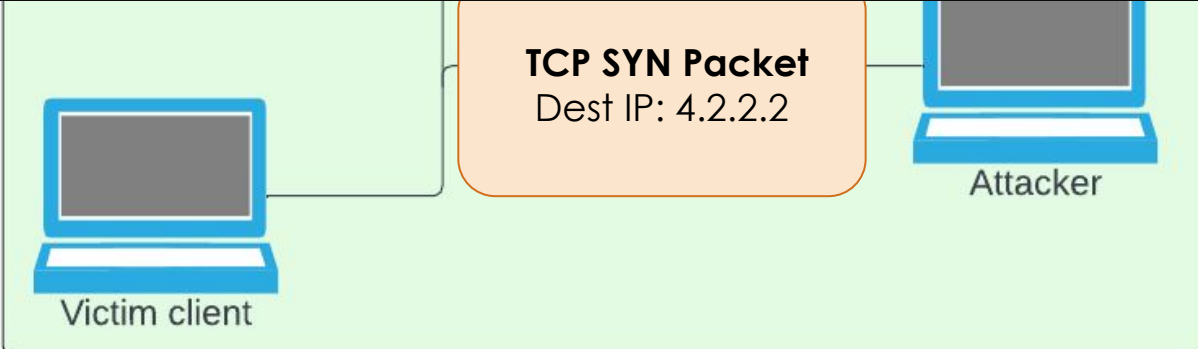 TCP SYN Packet
Dest IP: 4.2.2.2
Attacker
Victim client